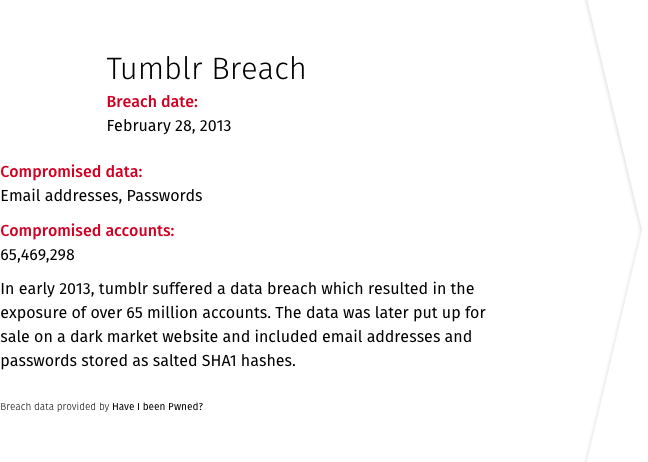 Tumblr Breach
Breach date:
February 28, 2013
Compromised data:
Email addresses, Passwords
Compromised accounts:
65,469,298
In early 2013, tumblr suffered a data breach which resulted in the
exposure of over 65 million accounts. The data was later put up for
sale on a dark market website and included email addresses and
passwords stored as salted SHA1 hashes.
Breach data provided by Have I been Pwned?